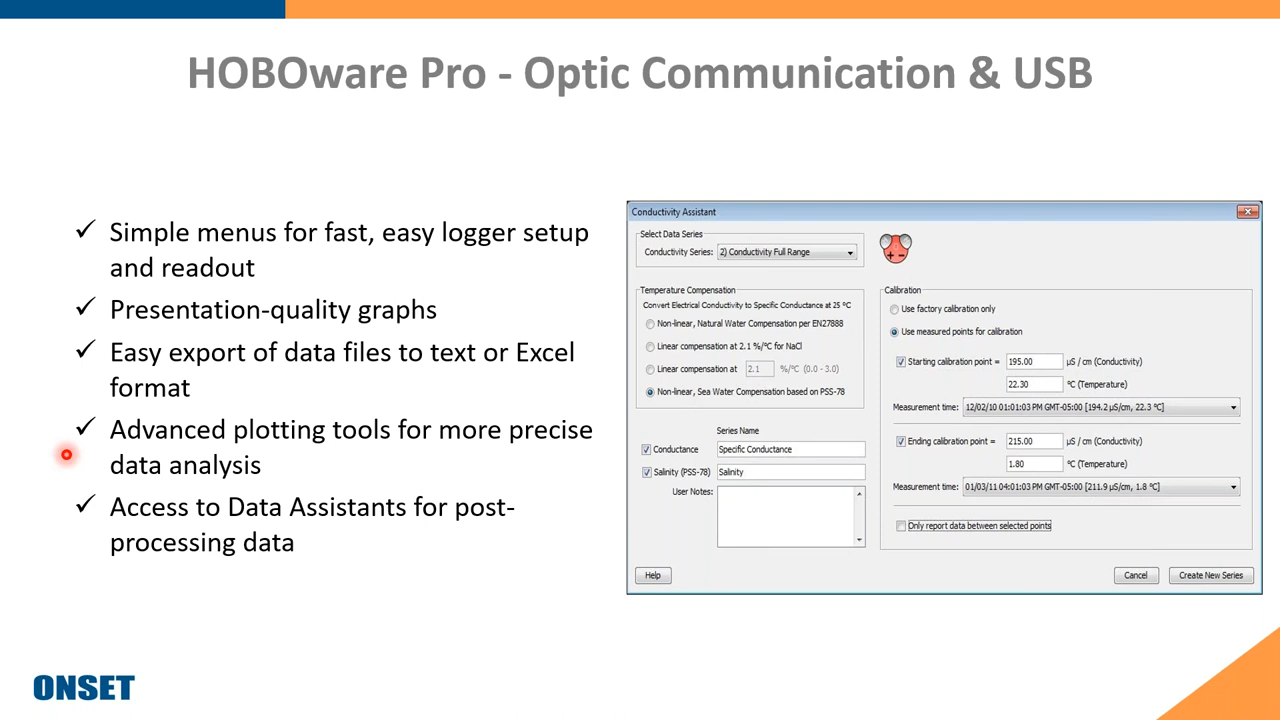 HOBOware Pro - Optic Communication & USB
✓ Simple menus for fast, easy logger setup
and readout
✓ Presentation-quality graphs
✓ Easy export of data files to text or Excel
format
✓ Advanced plotting tools for more precise
data analysis
✓ Access to Data Assistants for post-
processing data
Conductivity Assistant
Select Data Series
Conductivity Series: 2) Conductivity Full Range
Temperature Compensation
Convert Electrical Conductivity to Specific Conductance at 25 °C
Non-linear, Natural Water Compensation per EN27888
Linear compensation at 2.1 %/°C for NaCl
Linear compensation at 2.1 %/°C (0.0 - 3.0)
Non-linear, Sea Water Compensation based on PSS-78
Series Name
Conductance Specific Conductance
Salinity (PSS-78) Salinity
User Notes:
Calibration
Use factory calibration only
Use measured points for calibration
Starting calibration point = 195.00 µS / cm (Conductivity)
22.30 °C (Temperature)
Measurement time: 12/02/10 01:01:03 PM GMT-05:00 [194.2 µS/cm, 22.3 °C]
Ending calibration point = 215.00 µS / cm (Conductivity)
1.80 °C (Temperature)
Measurement time: 01/03/11 04:01:03 PM GMT-05:00 [211.9 µS/cm, 1.8 °C]
Only report data between selected points
Help
Cancel
Create New Series
ONSET